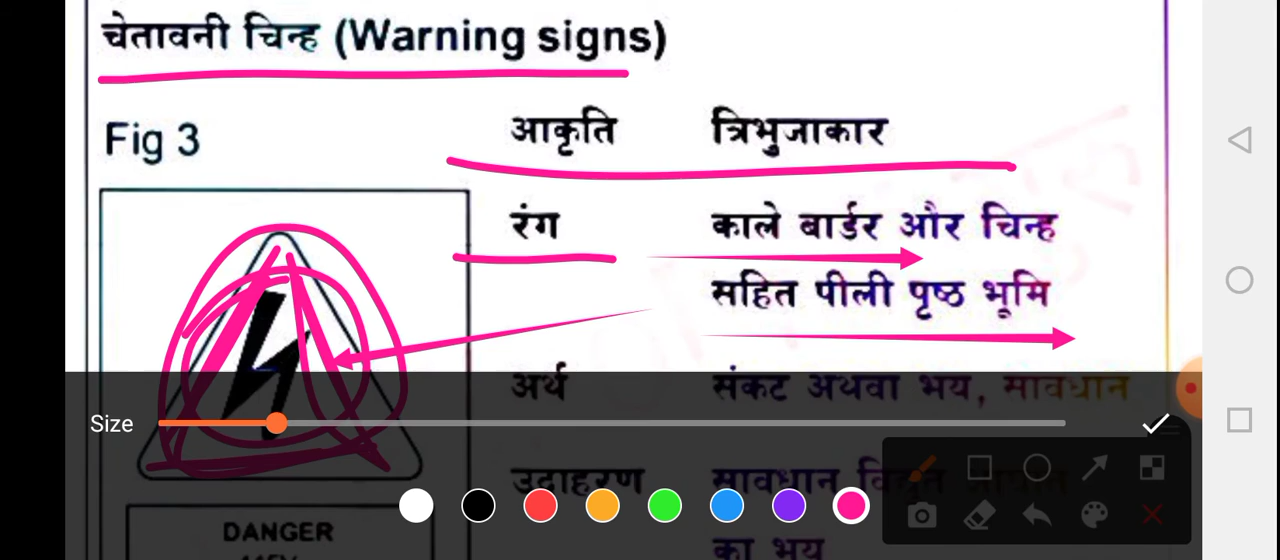 चेतावनी चिन्ह (Warning signs)
Fig 3
आकृति त्रिभुजाकार
रंग काले बार्डर और चिन्ह
सहित पीली पृष्ठ भूमि
अर्थ संकट अथवा भय, सावधान
Size
उदाहरण सावधान
DANGER
का भय